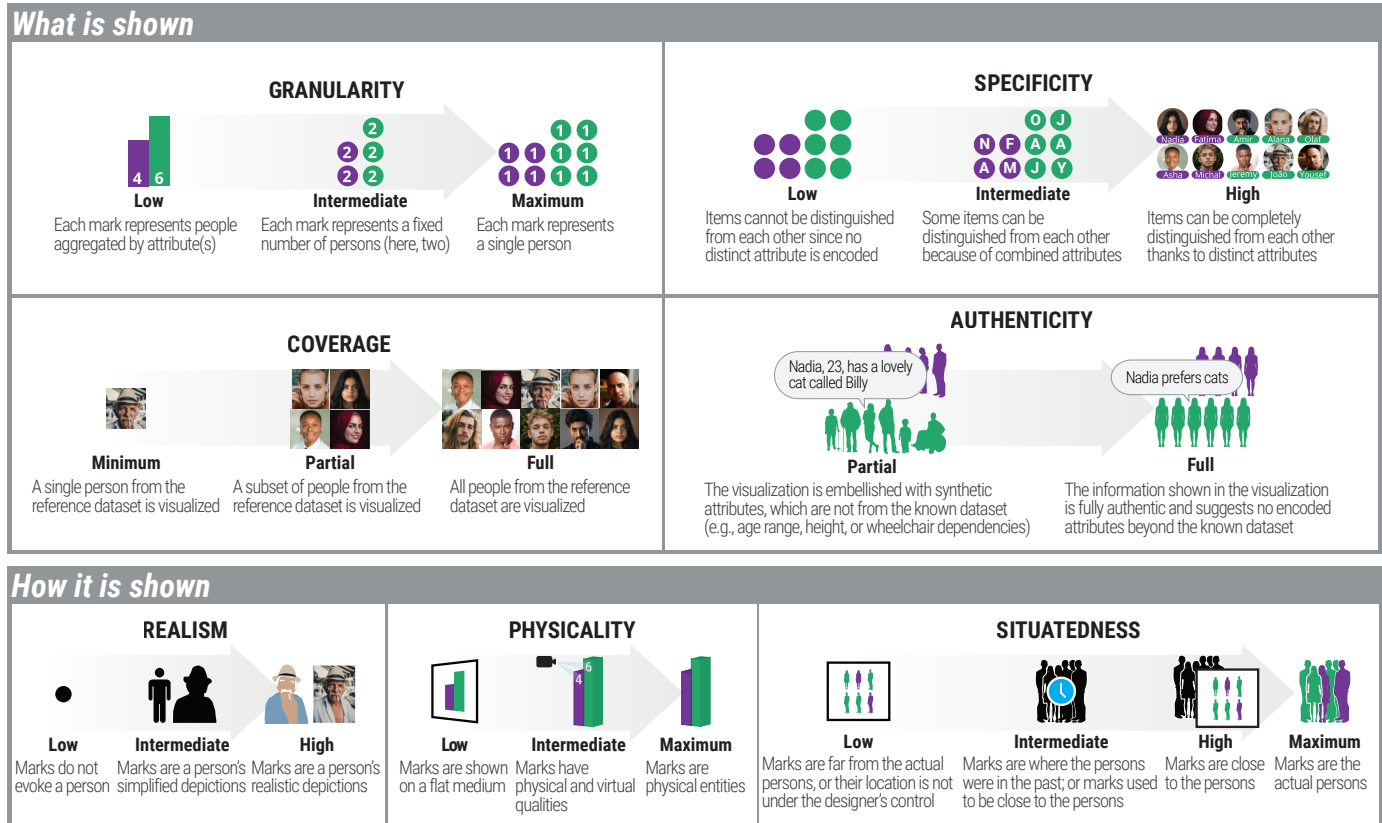 What is shown
GRANULARITY
4 6
2
2 2
2 2
1 1
1 1 1 1
1 1 1 1
Low
Each mark represents people
aggregated by attribute(s)
Intermediate
Each mark represents a fixed
number of persons (here, two)
Maximum
Each mark represents
a single person
SPECIFICITY
O J
N F A A
A M J Y
Nadia Fatima Amir Alana Olaf
Asha Michal Jeremy João Yousef
Low
Items cannot be distinguished
from each other since no
distinct attribute is encoded
Intermediate
Some items can be
distinguished from each other
because of combined attributes
High
Items can be completely
distinguished from each other
thanks to distinct attributes
COVERAGE
Minimum
A single person from the
reference dataset is visualized
Partial
A subset of people from the
reference dataset is visualized
Full
All people from the reference
dataset are visualized
AUTHENTICITY
Nadia, 23, has a lovely
cat called Billy
Nadia prefers cats
Partial
The visualization is embellished with synthetic
attributes, which are not from the known dataset
(e.g., age range, height, or wheelchair dependencies)
Full
The information shown in the visualization
is fully authentic and suggests no encoded
attributes beyond the known dataset
How it is shown
REALISM
Low
Marks do not
evoke a person
Intermediate
Marks are a person's
simplified depictions
High
Marks are a person's
realistic depictions
PHYSICALITY
4 6
Low
Marks are shown
on a flat medium
Intermediate
Marks have
physical and virtual
qualities
Maximum
Marks are
physical entities
SITUATEDNESS
Low
Marks are far from the actual
persons, or their location is not
under the designer's control
Intermediate
Marks are where the persons
were in the past; or marks used
to be close to the persons
High
Marks are close
to the persons
Maximum
Marks are the
actual persons